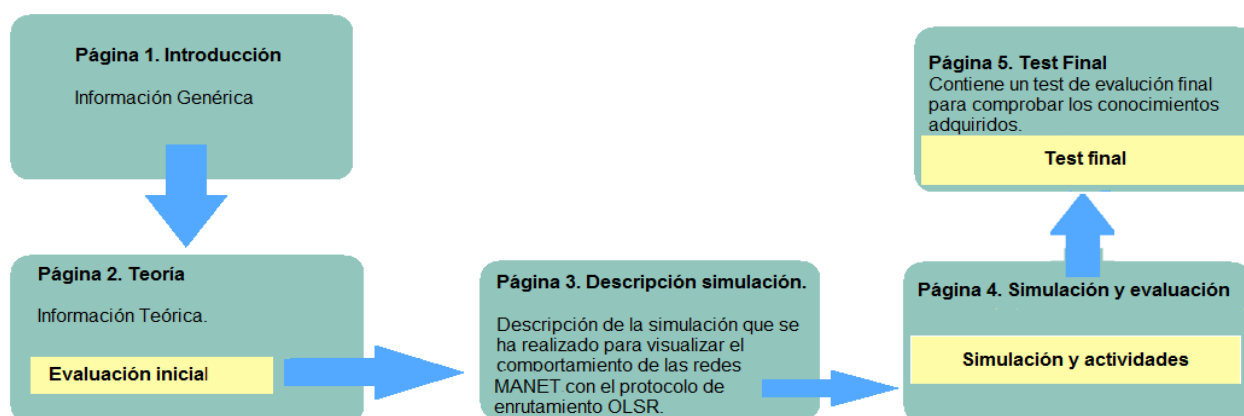 Página 1. Introducción
Información Genérica
Página 2. Teoría
Información Teórica.
Evaluación inicial
Página 3. Descripción simulación.
Descripción de la simulación que se
ha realizado para visualizar el
comportamiento de las redes
MANET con el protocolo de
enrutamiento OLSR.
Página 4. Simulación y evaluación
Simulación y actividades
Página 5. Test Final
Contiene un test de evalución final
para comprobar los conocimientos
adquiridos.
Test final